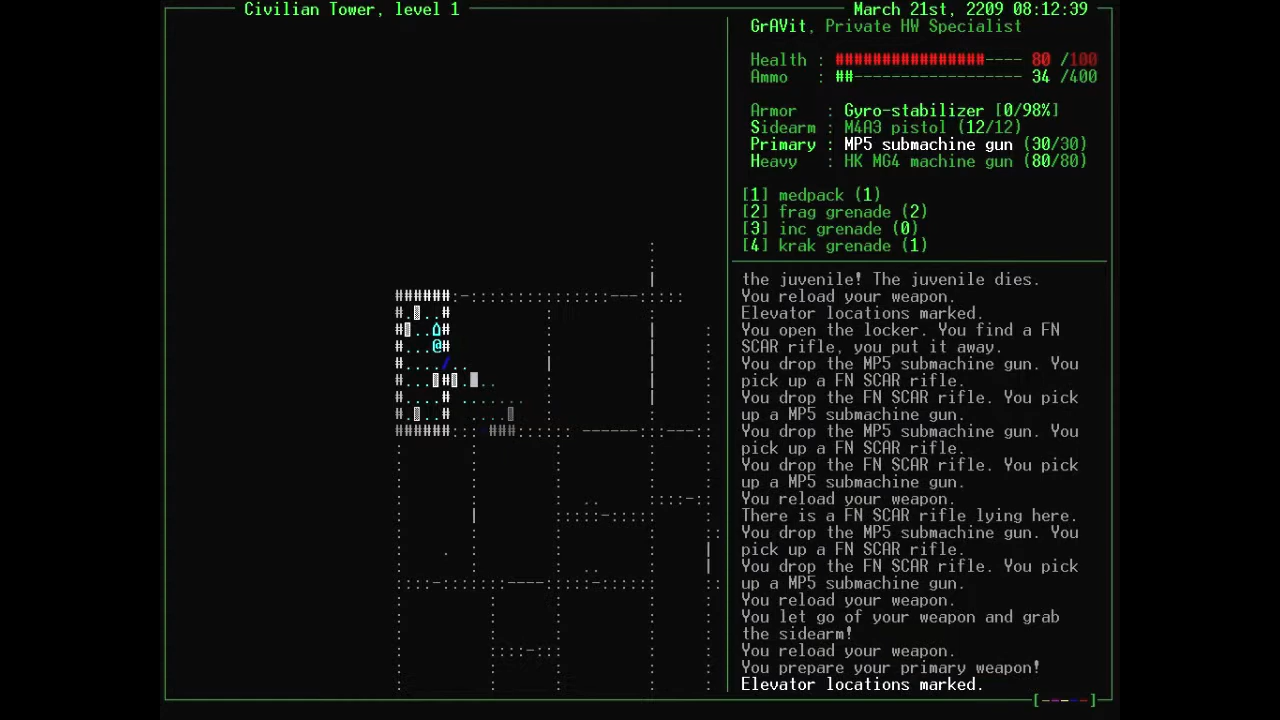 Civilian Tower, level 1
March 21st, 2209 08:12:39
GrAVit, Private HW Specialist
Health : ################---- 80 /100
Ammo : ##------------------ 34 /400
Armor : Gyro-stabilizer [0/98%]
Sidearm : M4A3 pistol (12/12)
Primary : MP5 submachine gun (30/30)
Heavy : HK MG4 machine gun (80/80)
[1] medpack (1)
[2] frag grenade (2)
[3] inc grenade (0)
[4] krak grenade (1)
the juvenile! The juvenile dies.
You reload your weapon.
Elevator locations marked.
You open the locker. You find a FN
SCAR rifle, you put it away.
You drop the MP5 submachine gun. You
pick up a FN SCAR rifle.
You drop the FN SCAR rifle. You pick
up a MP5 submachine gun.
You drop the MP5 submachine gun. You
pick up a FN SCAR rifle.
You drop the FN SCAR rifle. You pick
up a MP5 submachine gun.
You reload your weapon.
There is a FN SCAR rifle lying here.
You drop the MP5 submachine gun. You
pick up a FN SCAR rifle.
You drop the FN SCAR rifle. You pick
up a MP5 submachine gun.
You reload your weapon.
You let go of your weapon and grab
the sidearm!
You reload your weapon.
You prepare your primary weapon!
Elevator locations marked.